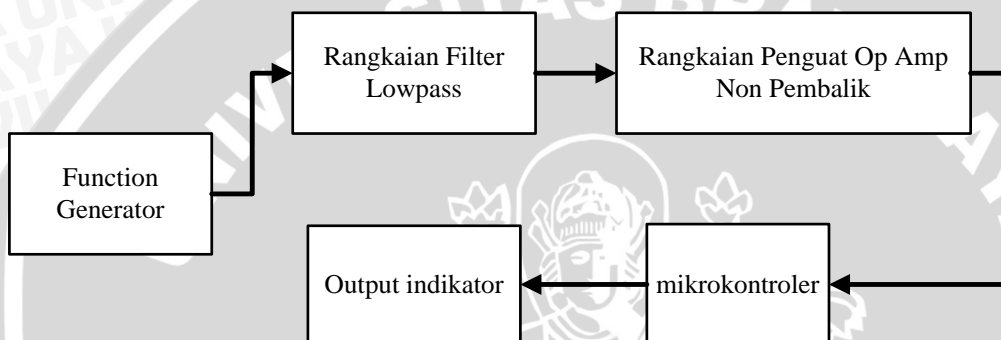 Rangkaian Filter
Lowpass
Rangkaian Penguat Op Amp
Non Pembalik
Function
Generator
Output indikator
mikrokontroler